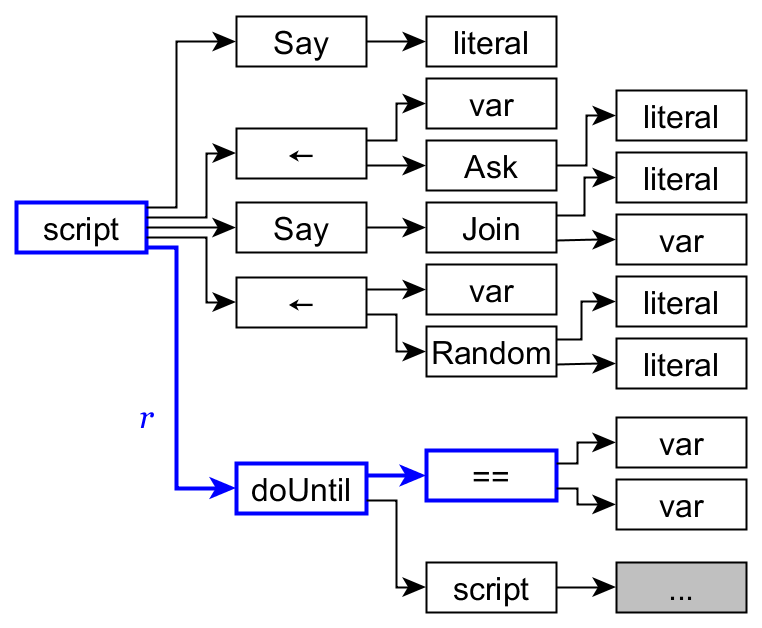 Say
literal
var
literal
←
Ask
literal
script
Say
Join
var
var
literal
←
Random
literal
r
var
doUntil
==
var
script
...